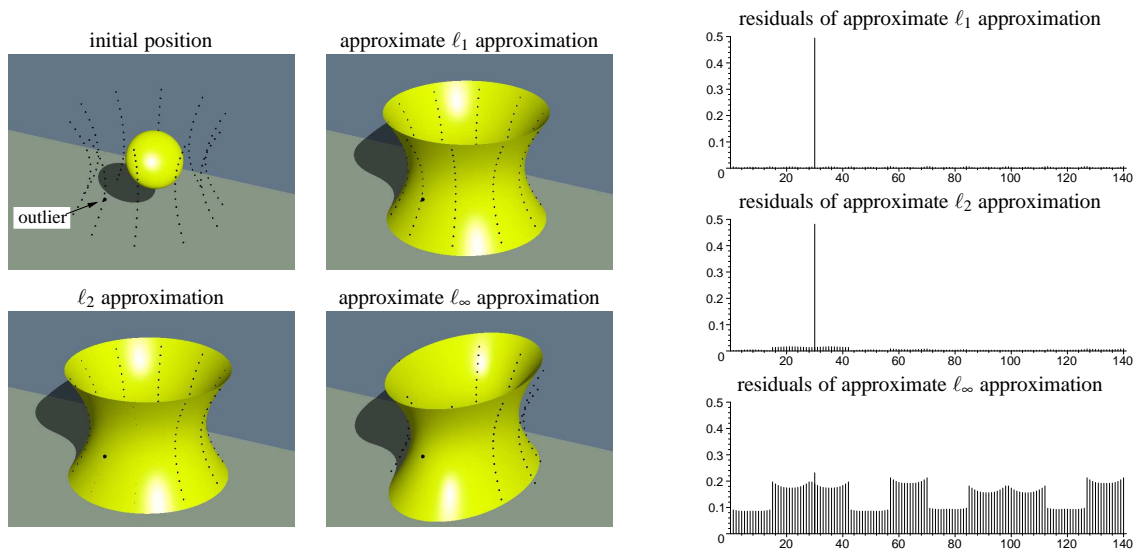 initial position
approximate ℓ1 approximation
outlier
ℓ2 approximation
approximate ℓ∞ approximation
residuals of approximate ℓ1 approximation
0.5
0.4
0.3
0.2
0.1
0
20 40 60 80 100 120 140
residuals of approximate ℓ2 approximation
0.5
0.4
0.3
0.2
0.1
0
20 40 60 80 100 120 140
residuals of approximate ℓ∞ approximation
0.5
0.4
0.3
0.2
0.1
0
20 40 60 80 100 120 140